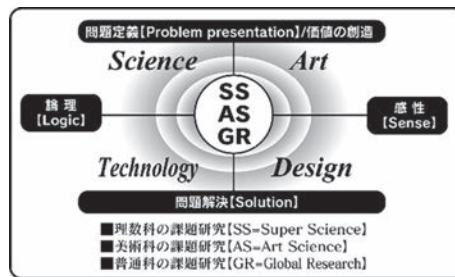 問題定義【Problem presentation】/価値の創造
Science
Art
SS
AS
GR
論理
【Logic】
感性
【Sense】
Technology
Design
問題解決【Solution】
■理数科の課題研究【SS=Super Science】
■美術科の課題研究【AS=Art Science】
■普通科の課題研究【GR=Global Research】